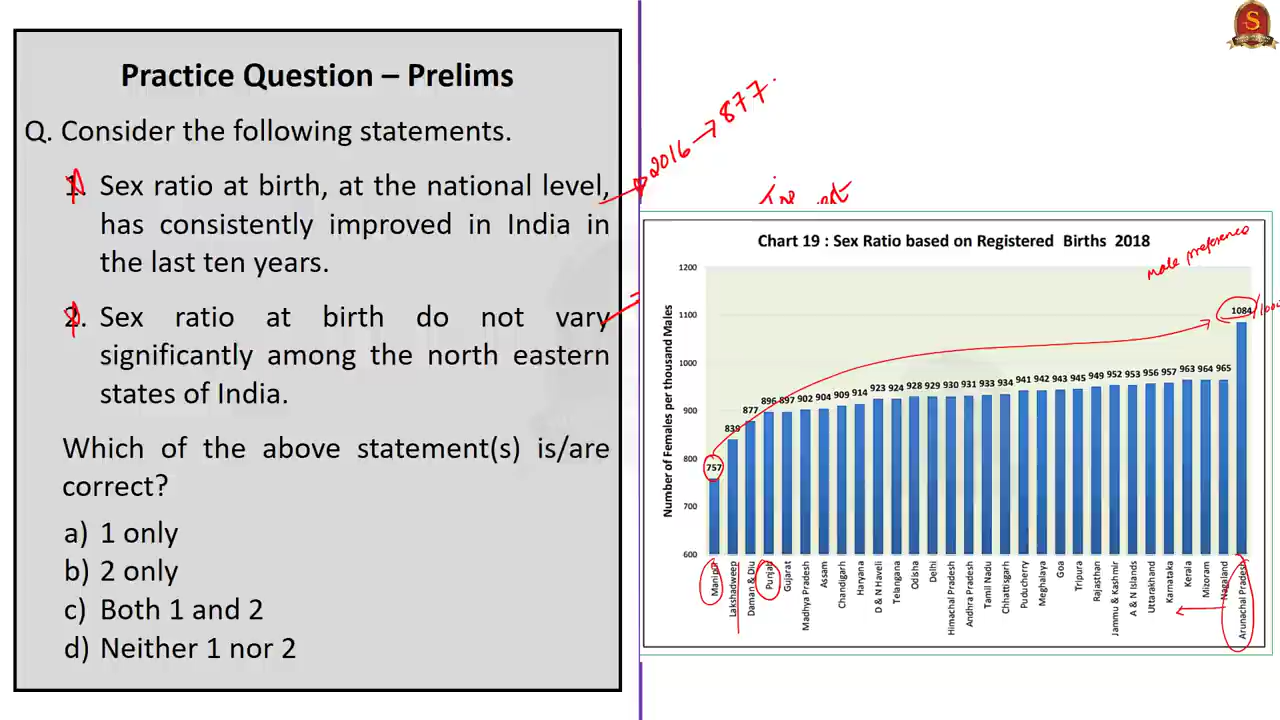 Practice Question – Prelims
Q. Consider the following statements.
1. Sex ratio at birth, at the national level,
has consistently improved in India in
the last ten years.
2. Sex ratio at birth do not vary
significantly among the north eastern
states of India.
Which of the above statement(s) is/are
correct?
a) 1 only
b) 2 only
c) Both 1 and 2
d) Neither 1 nor 2
2016 → 877
S
Chart 19 : Sex Ratio based on Registered Births 2018
male preference
Number of Females per thousand Males
1200
1100
1000
900
800
700
600
757
839
877
896
897
902
904
909
914
923
924
928
929
930
931
933
934
941
942
943
945
949
952
953
956
957
963
964
965
1084
Manipur
Lakshadweep
Daman & Diu
Punjab
Gujarat
Madhya Pradesh
Assam
Chandigarh
Haryana
D & N Haveli
Telangana
Odisha
Delhi
Himachal Pradesh
Andhra Pradesh
Tamil Nadu
Chhattisgarh
Puducherry
Meghalaya
Goa
Tripura
Rajasthan
Jammu & Kashmir
A & N Islands
Uttarakhand
Karnataka
Kerala
Mizoram
Nagaland
Arunachal Pradesh